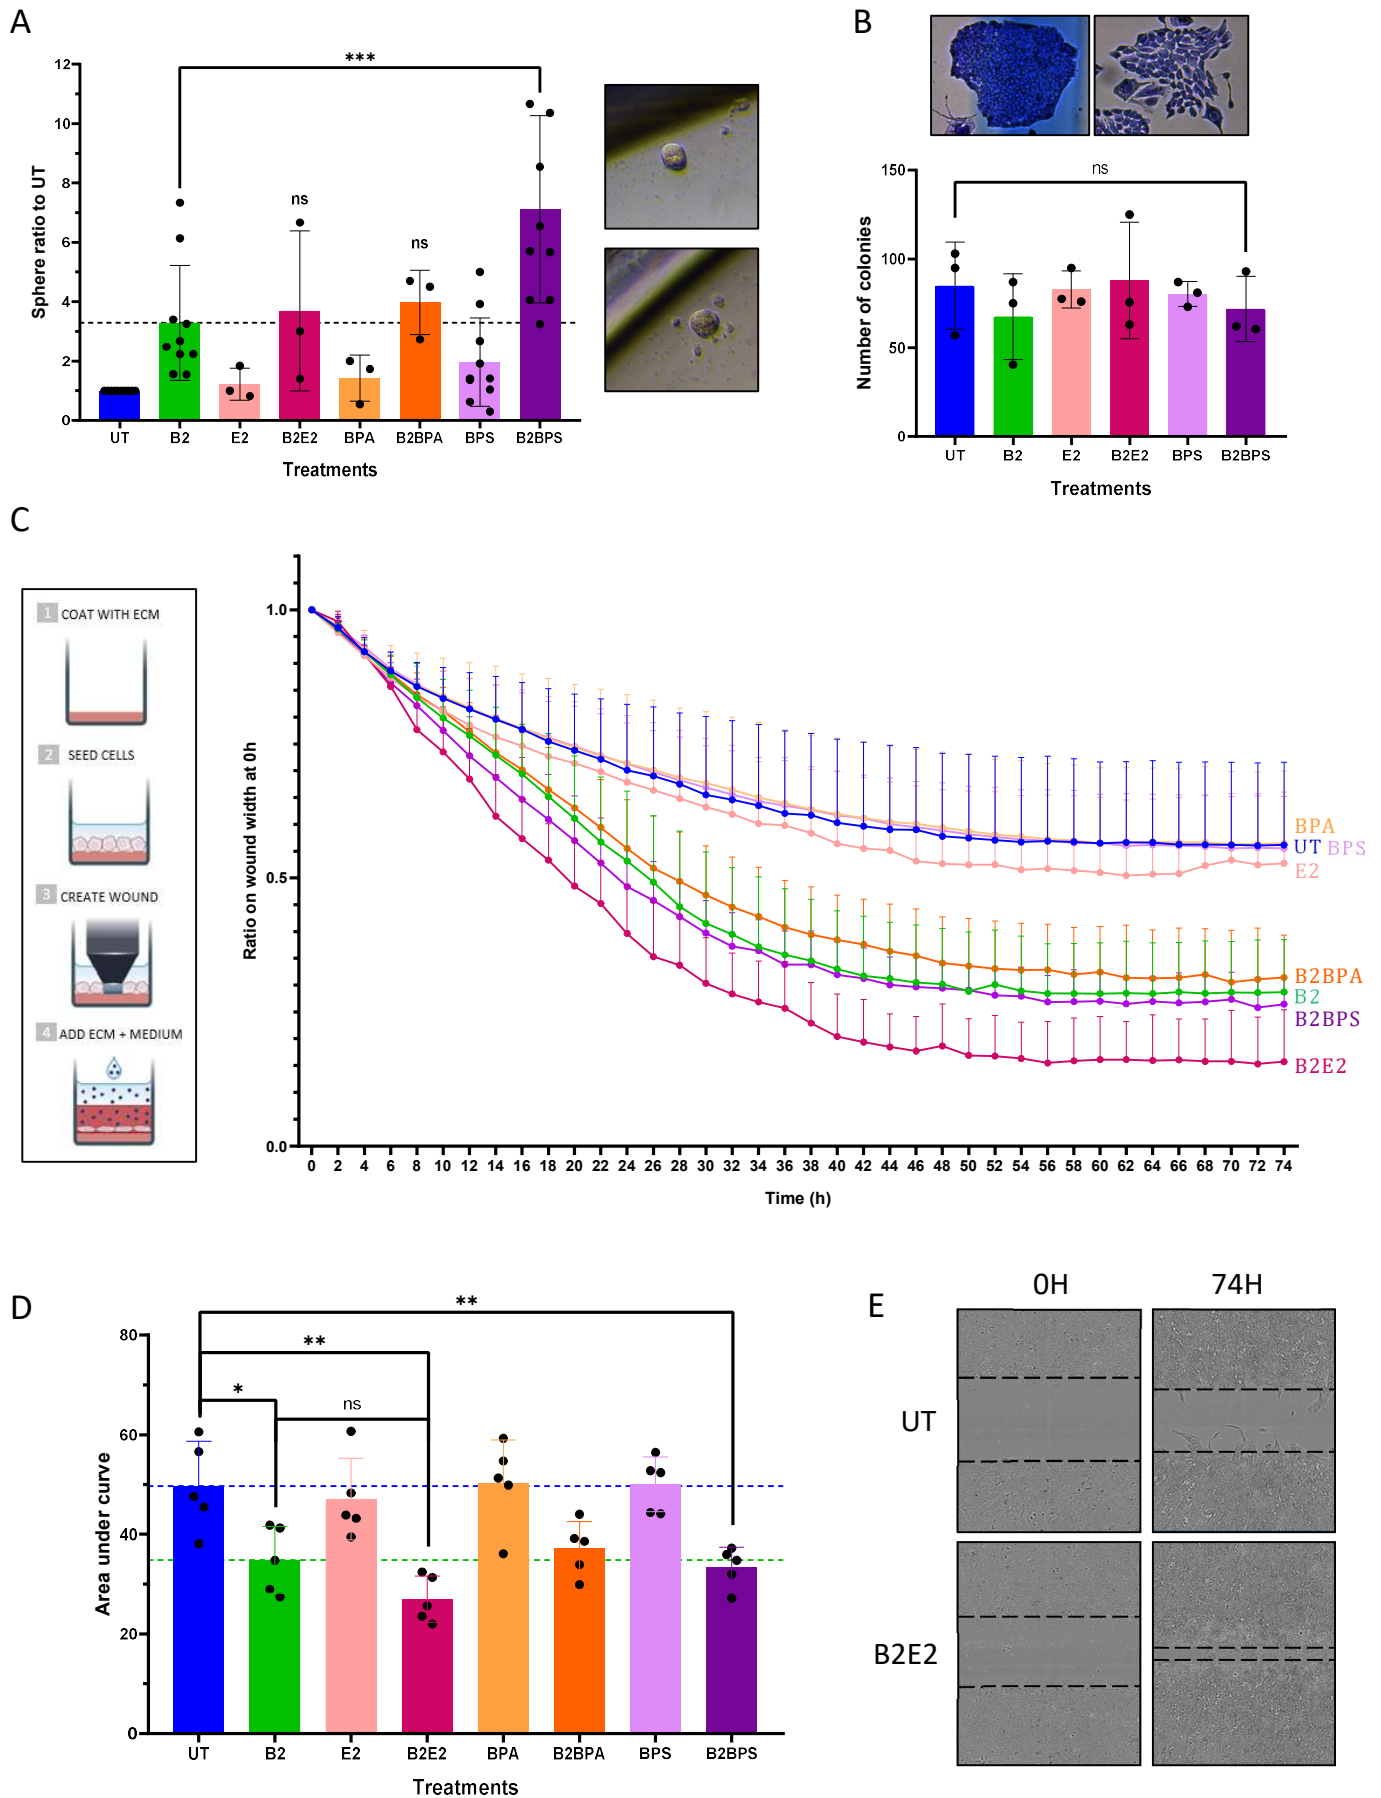 A
***
12
10
8
6
4
2
0
Sphere ratio to UT
ns
ns
UT B2 E2 B2E2 BPA B2BPA BPS B2BPS
Treatments
B
ns
150
100
50
0
Number of colonies
UT B2 E2 B2E2 BPS B2BPS
Treatments
C
1 COAT WITH ECM
2 SEED CELLS
3 CREATE WOUND
4 ADD ECM + MEDIUM
1.0
0.5
0.0
Ratio on wound width at 0h
BPA
UT BPS
E2
B2BPA
B2
B2BPS
B2E2
0 2 4 6 8 10 12 14 16 18 20 22 24 26 28 30 32 34 36 38 40 42 44 46 48 50 52 54 56 58 60 62 64 66 68 70 72 74
Time (h)
D
**
**
*
ns
80
60
40
20
0
Area under curve
UT B2 E2 B2E2 BPA B2BPA BPS B2BPS
Treatments
E
0H 74H
UT
B2E2